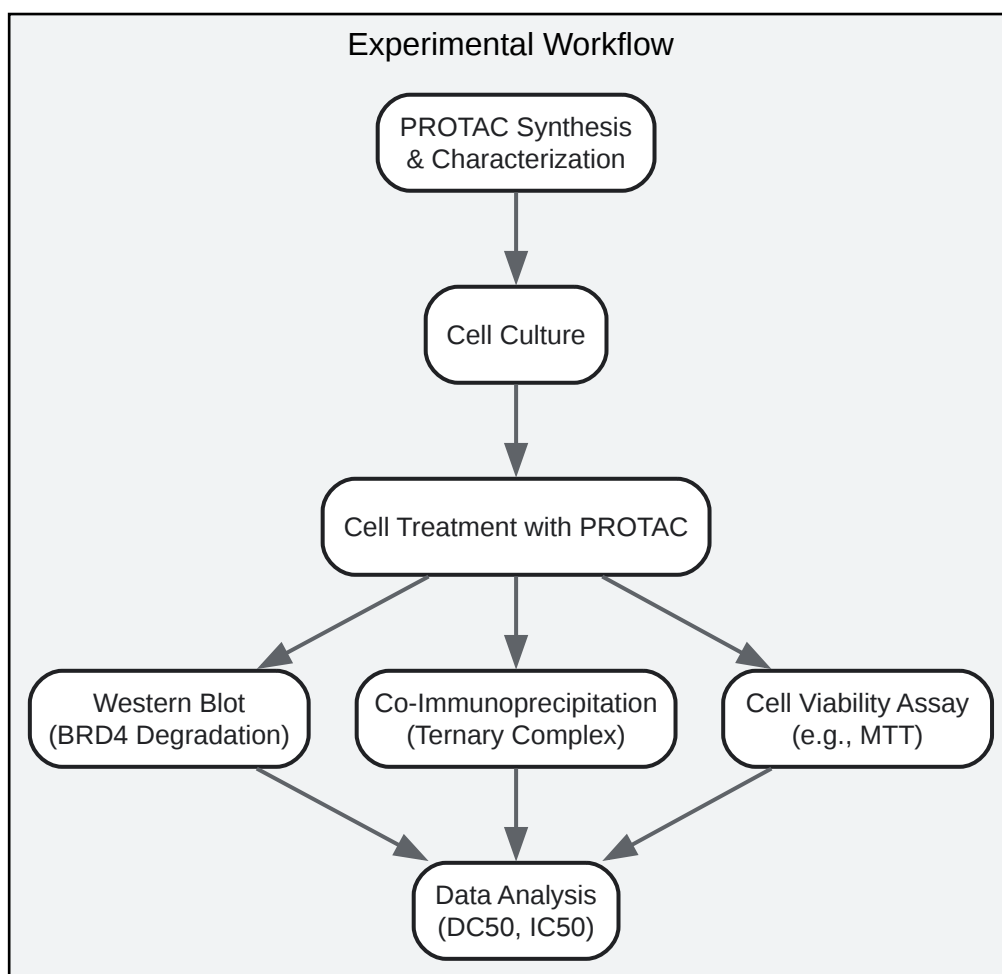 Experimental Workflow
PROTAC Synthesis
& Characterization
Cell Culture
Cell Treatment with PROTAC
Western Blot
(BRD4 Degradation)
Co-Immunoprecipitation
(Ternary Complex)
Cell Viability Assay
(e.g., MTT)
Data Analysis
(DC50, IC50)